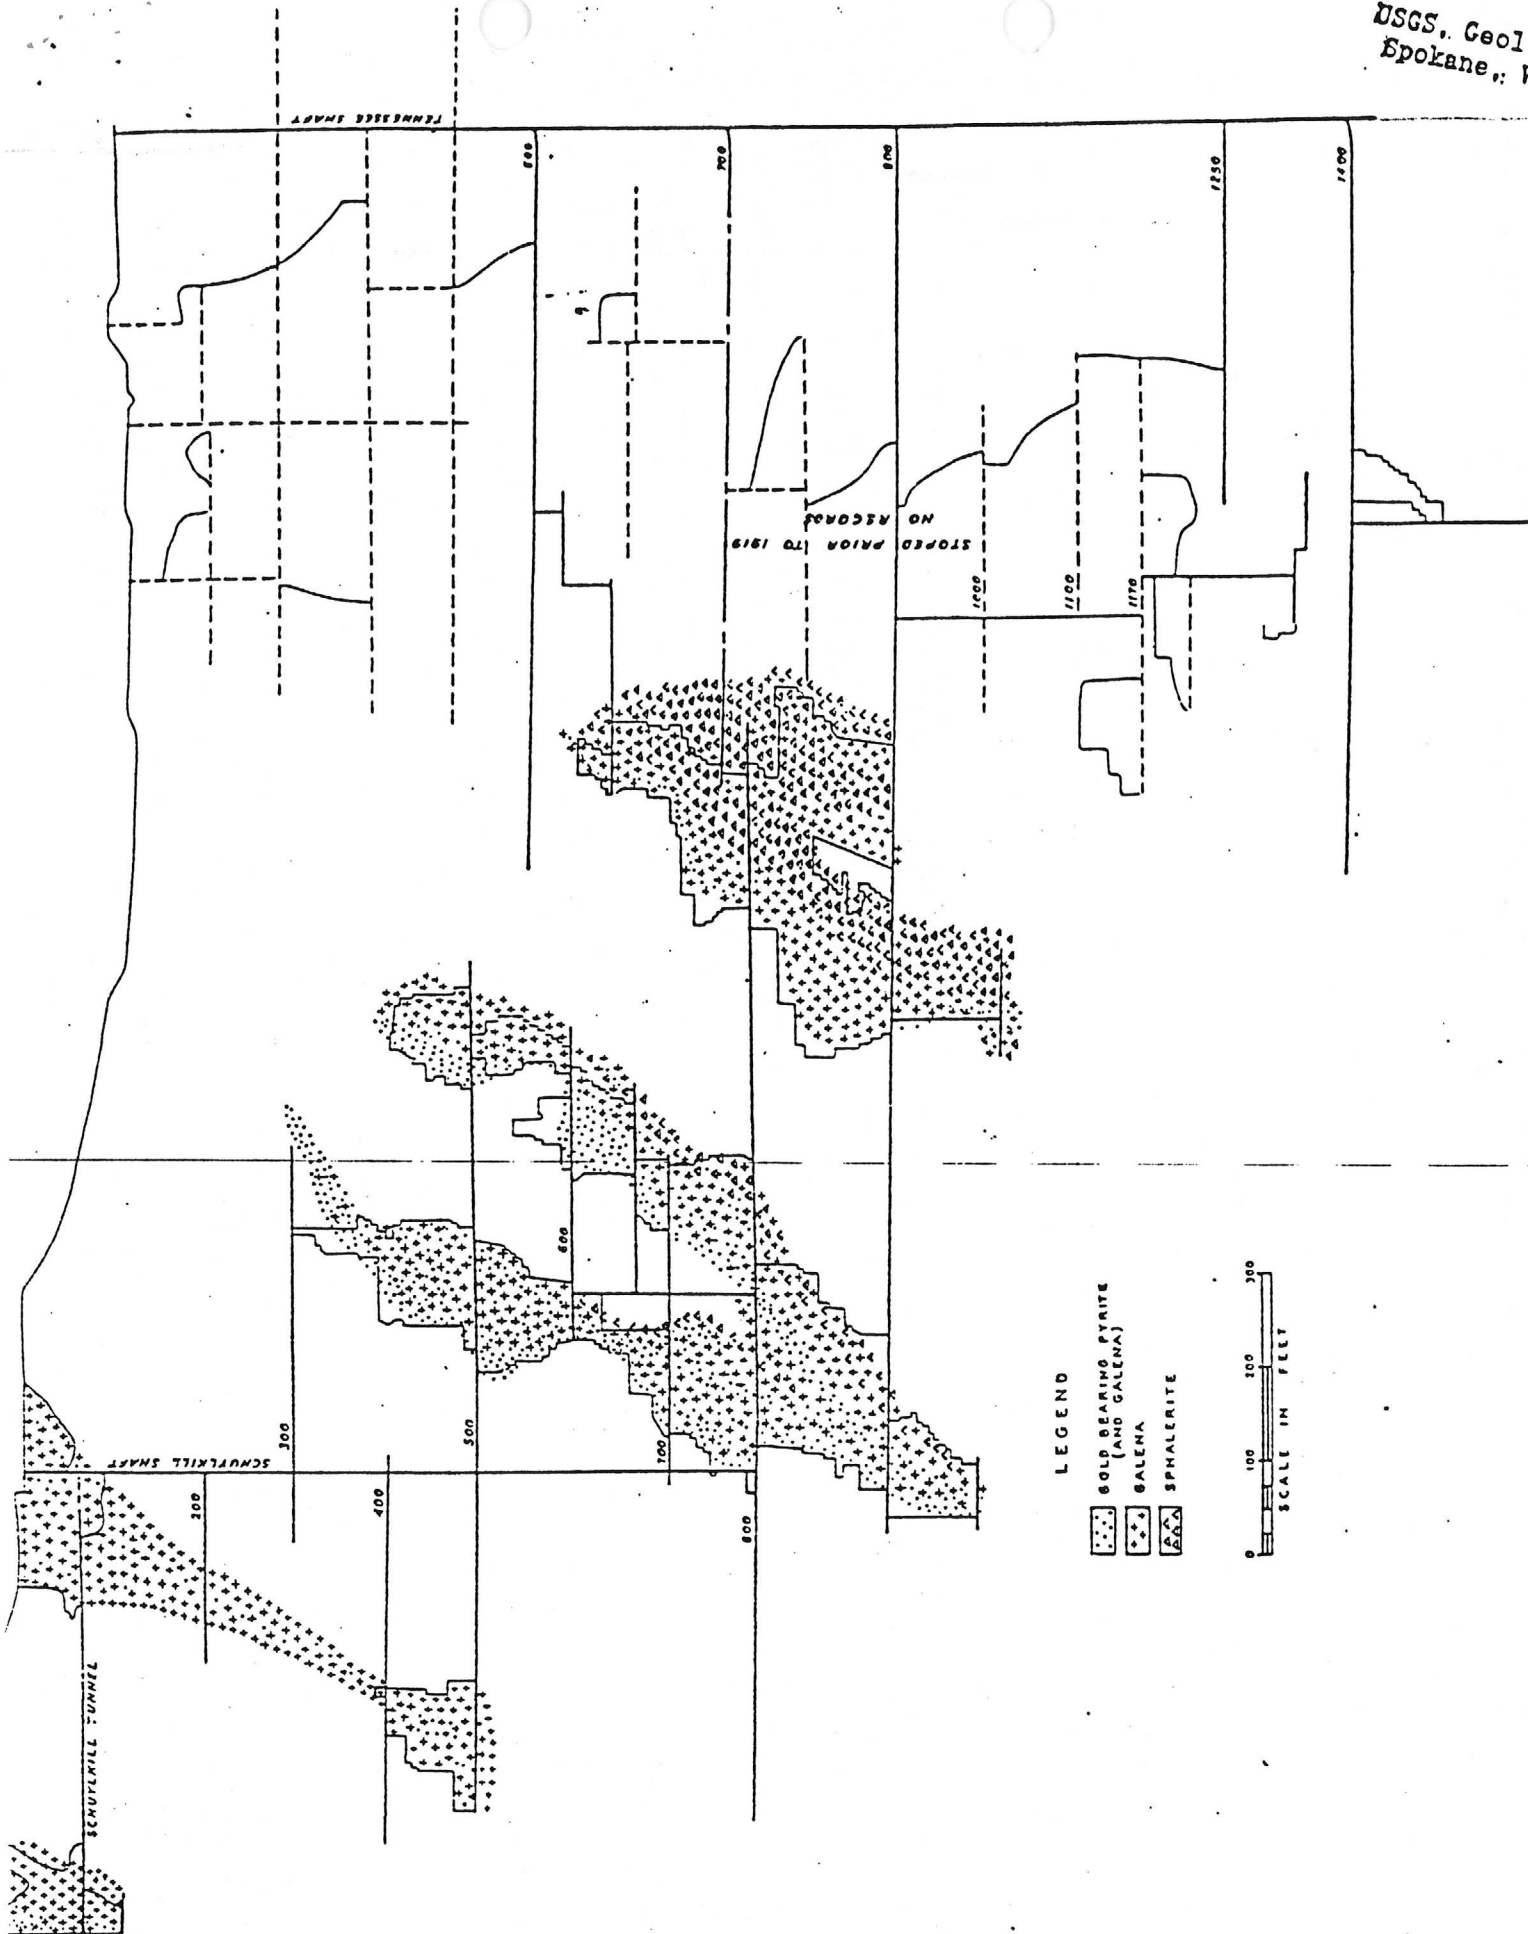 USGS, Geol
Spokane,
TENNESSEE SHAFT
700
1250
1400
STOPED PRIOR TO 1919
NO RECORDS
1000
1100
1170
SCHUYLKILL SHAFT
200
300
400
500
600
700
800
SCHUYLKILL TUNNEL
LEGEND
GOLD BEARING PYRITE
(AND GALENA)
GALENA
SPHALERITE
0 100 200 300
SCALE IN FEET